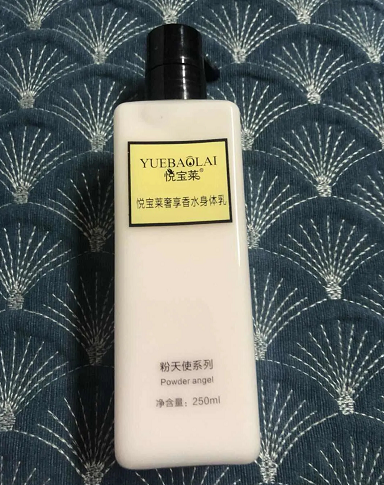 YUEBAOLAI
悦宝莱®
悦宝莱奢享香水身体乳
粉天使系列
Powder angel
净含量：250ml